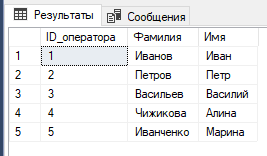 Результаты Сообщения
ID_оператора Фамилия Имя
1 1 Иванов Иван
2 2 Петров Петр
3 3 Васильев Василий
4 4 Чижикова Алина
5 5 Иванченко Марина